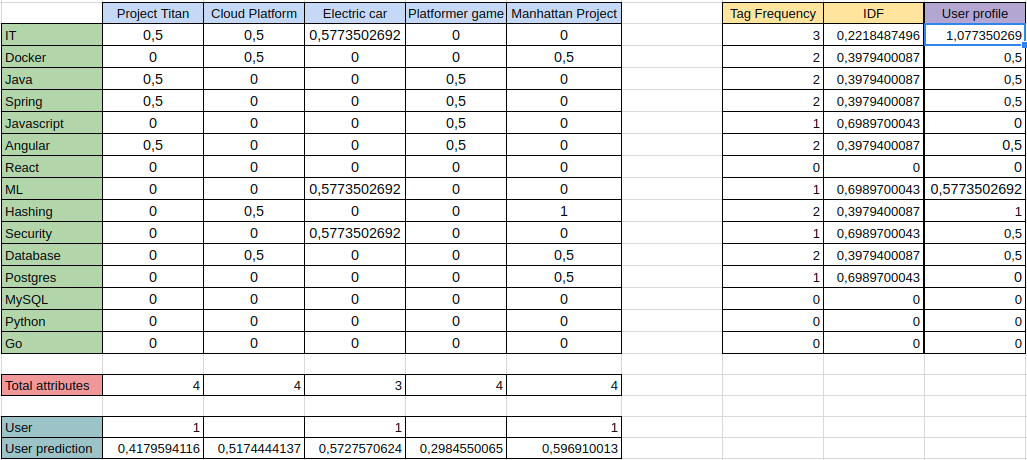 Project Titan Cloud Platform Electric car Platformer game Manhattan Project Tag Frequency IDF User profile
IT 0,5 0,5 0,5773502692 0 0 3 0,2218487496 1,077350269
Docker 0 0,5 0 0 0,5 2 0,3979400087 0,5
Java 0,5 0 0 0,5 0 2 0,3979400087 0,5
Spring 0,5 0 0 0,5 0 2 0,3979400087 0,5
Javascript 0 0 0 0,5 0 1 0,6989700043 0
Angular 0,5 0 0 0,5 0 2 0,3979400087 0,5
React 0 0 0 0 0 0 0 0
ML 0 0 0,5773502692 0 0 1 0,6989700043 0,5773502692
Hashing 0 0,5 0 0 1 2 0,3979400087 1
Security 0 0 0,5773502692 0 0 1 0,6989700043 0,5
Database 0 0,5 0 0 0,5 2 0,3979400087 0,5
Postgres 0 0 0 0 0,5 1 0,6989700043 0
MySQL 0 0 0 0 0 0 0 0
Python 0 0 0 0 0 0 0 0
Go 0 0 0 0 0 0 0 0
Total attributes 4 4 3 4 4
User 1 1 1
User prediction 0,4179594116 0,5174444137 0,5727570624 0,2984550065 0,596910013